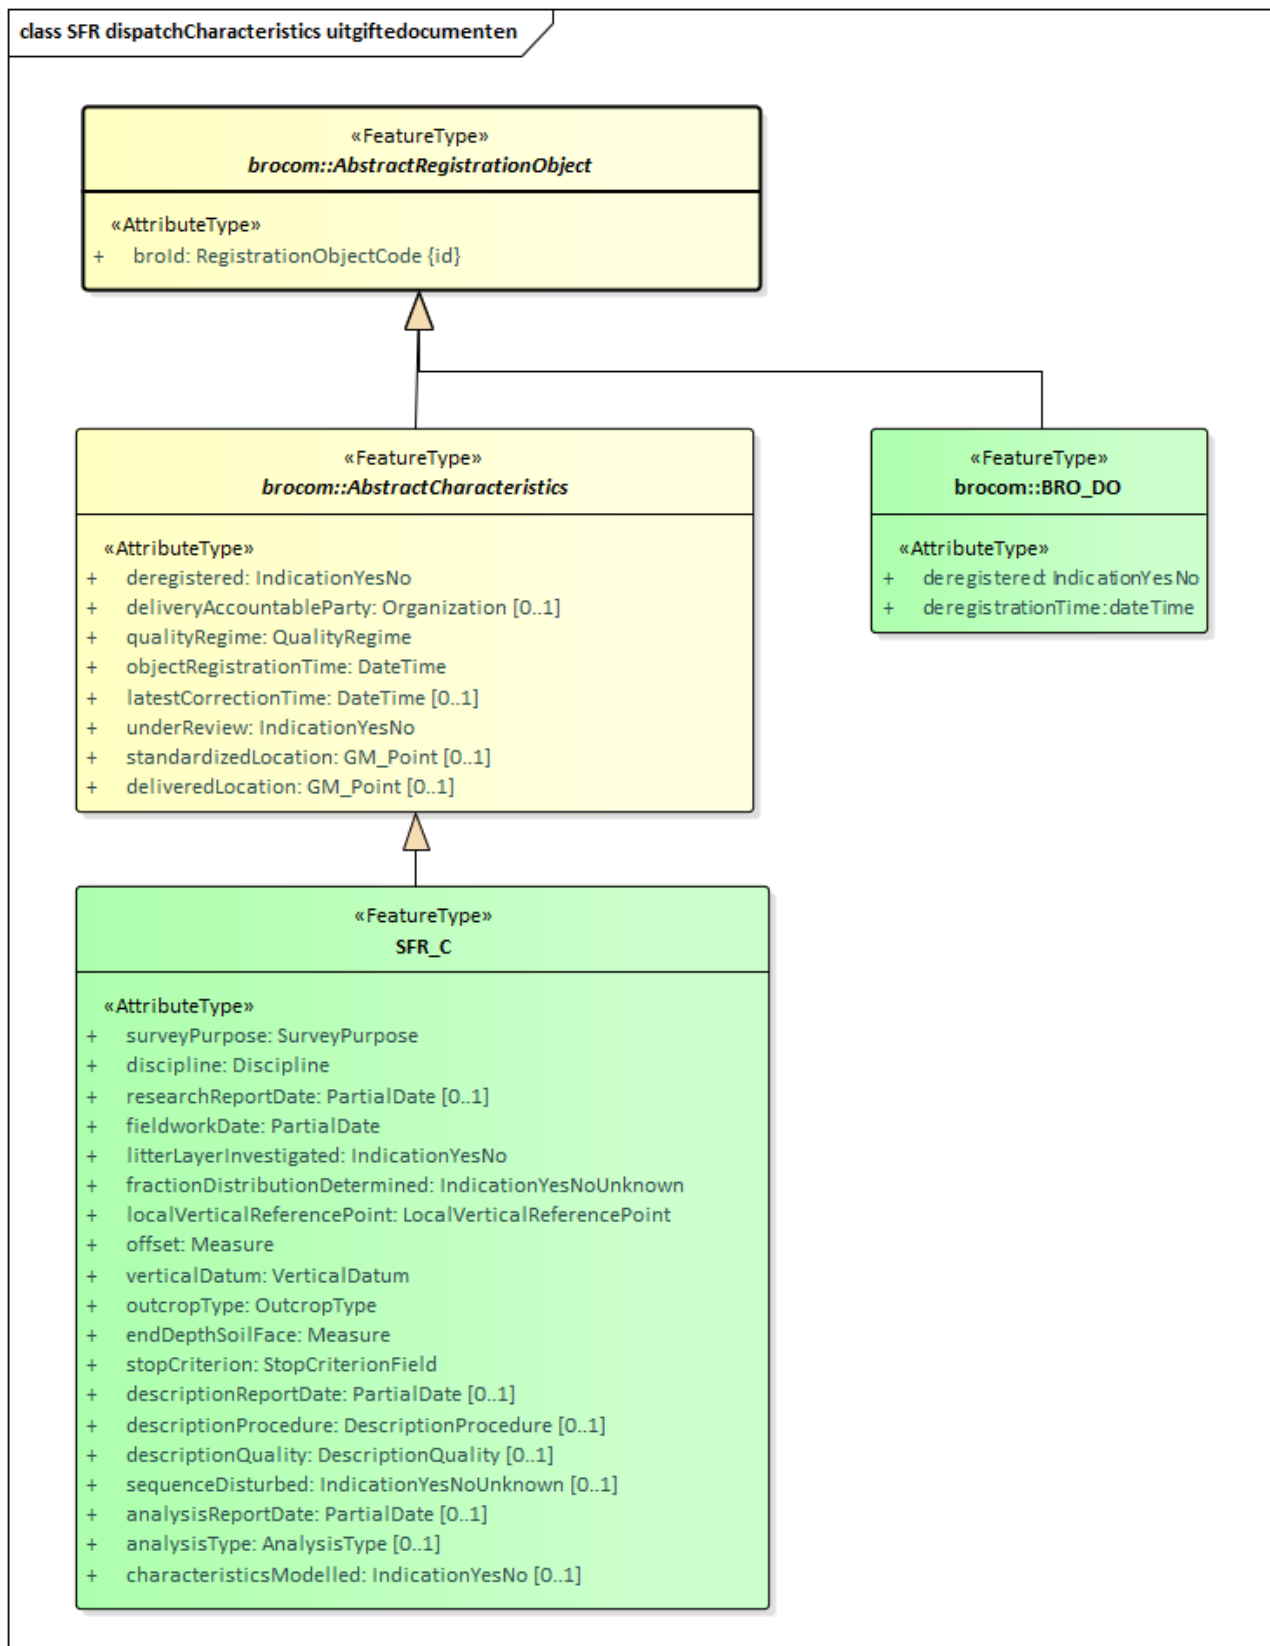 class SFR dispatchCharacteristics uitgiftedocumenten
«FeatureType»
brocom::AbstractRegistrationObject
«AttributeType»
+ broId: RegistrationObjectCode {id}
«FeatureType»
brocom::AbstractCharacteristics
«AttributeType»
+ deregistered: IndicationYesNo
+ deliveryAccountableParty: Organization [0..1]
+ qualityRegime: QualityRegime
+ objectRegistrationTime: DateTime
+ latestCorrectionTime: DateTime [0..1]
+ underReview: IndicationYesNo
+ standardizedLocation: GM_Point [0..1]
+ deliveredLocation: GM_Point [0..1]
«FeatureType»
brocom::BRO_DO
«AttributeType»
+ deregistered: IndicationYesNo
+ deregistrationTime:dateTime
«FeatureType»
SFR_C
«AttributeType»
+ surveyPurpose: SurveyPurpose
+ discipline: Discipline
+ researchReportDate: PartialDate [0..1]
+ fieldworkDate: PartialDate
+ litterLayerInvestigated: IndicationYesNo
+ fractionDistributionDetermined: IndicationYesNoUnknown
+ localVerticalReferencePoint: LocalVerticalReferencePoint
+ offset: Measure
+ verticalDatum: VerticalDatum
+ outcropType: OutcropType
+ endDepthSoilFace: Measure
+ stopCriterion: StopCriterionField
+ descriptionReportDate: PartialDate [0..1]
+ descriptionProcedure: DescriptionProcedure [0..1]
+ descriptionQuality: DescriptionQuality [0..1]
+ sequenceDisturbed: IndicationYesNoUnknown [0..1]
+ analysisReportDate: PartialDate [0..1]
+ analysisType: AnalysisType [0..1]
+ characteristicsModelled: IndicationYesNo [0..1]